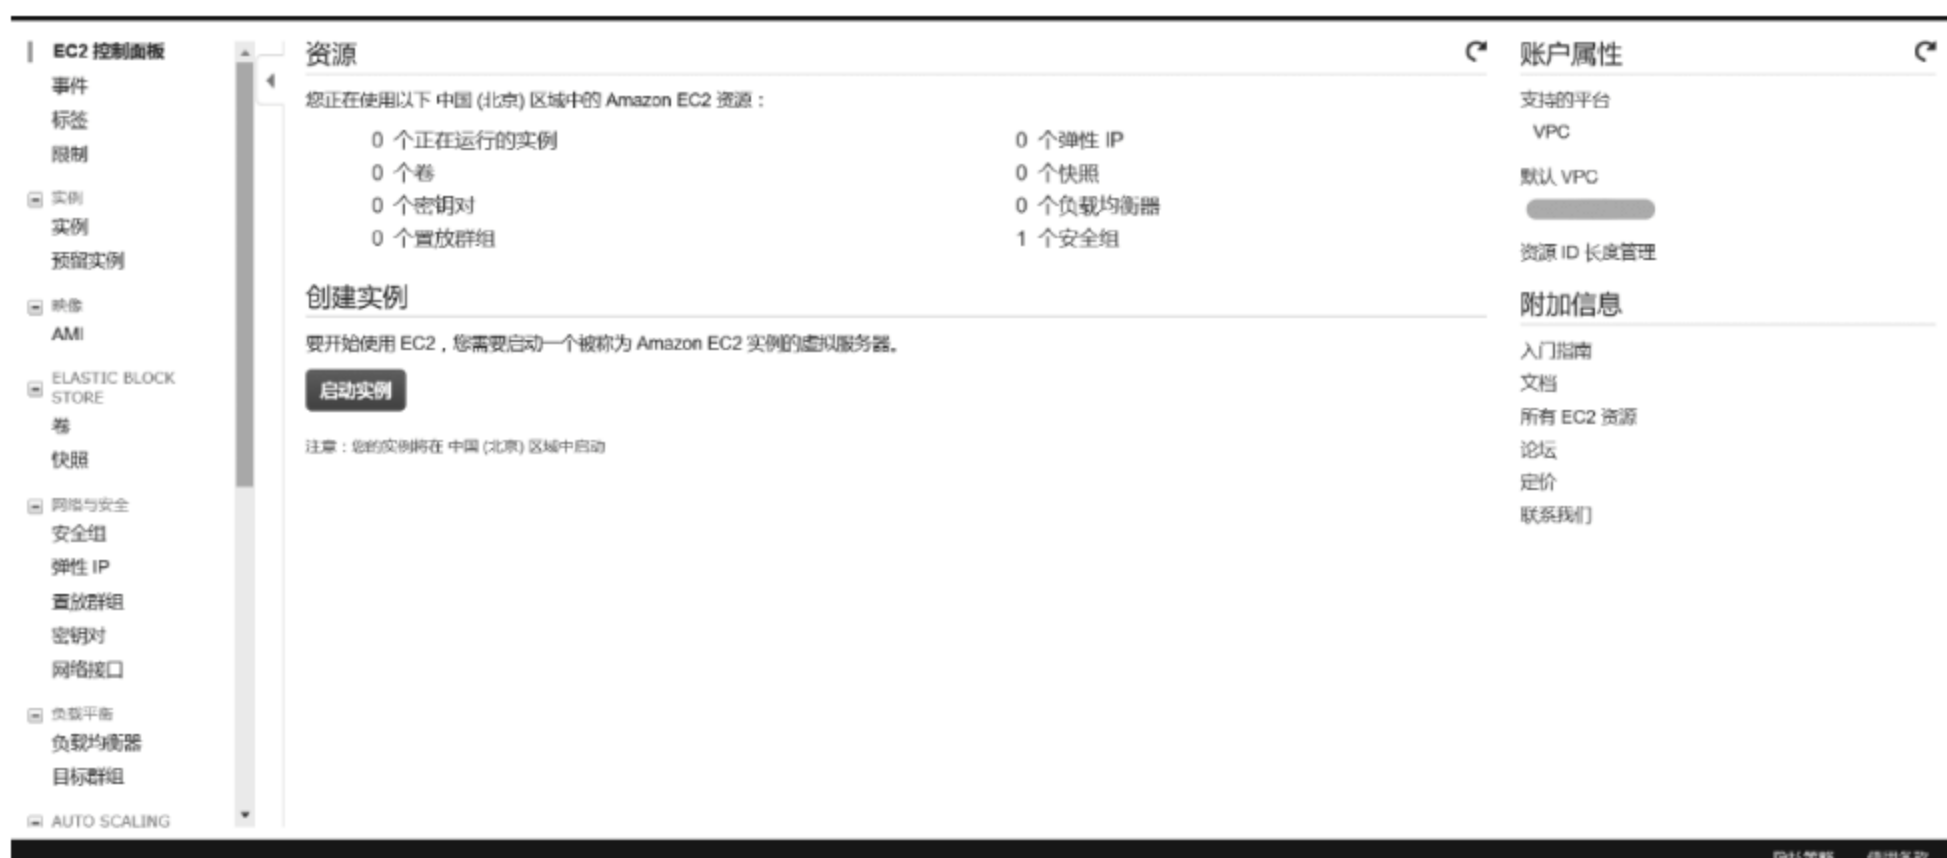 EC2 控制面板
事件
标签
限制
实例
实例
预留实例
映像
AMI
ELASTIC BLOCK
STORE
卷
快照
网络与安全
安全组
弹性 IP
置放群组
密钥对
网络接口
负载平衡
负载均衡器
目标群组
AUTO SCALING
资源
您正在使用以下 中国 (北京) 区域中的 Amazon EC2 资源：
0 个正在运行的实例
0 个弹性 IP
0 个卷
0 个快照
0 个密钥对
0 个负载均衡器
0 个置放群组
1 个安全组
创建实例
要开始使用 EC2，您需要启动一个被称为 Amazon EC2 实例的虚拟服务器。
启动实例
注意：您的实例将在 中国 (北京) 区域中启动
账户属性
支持的平台
VPC
默认 VPC
资源 ID 长度管理
附加信息
入门指南
文档
所有 EC2 资源
论坛
定价
联系我们